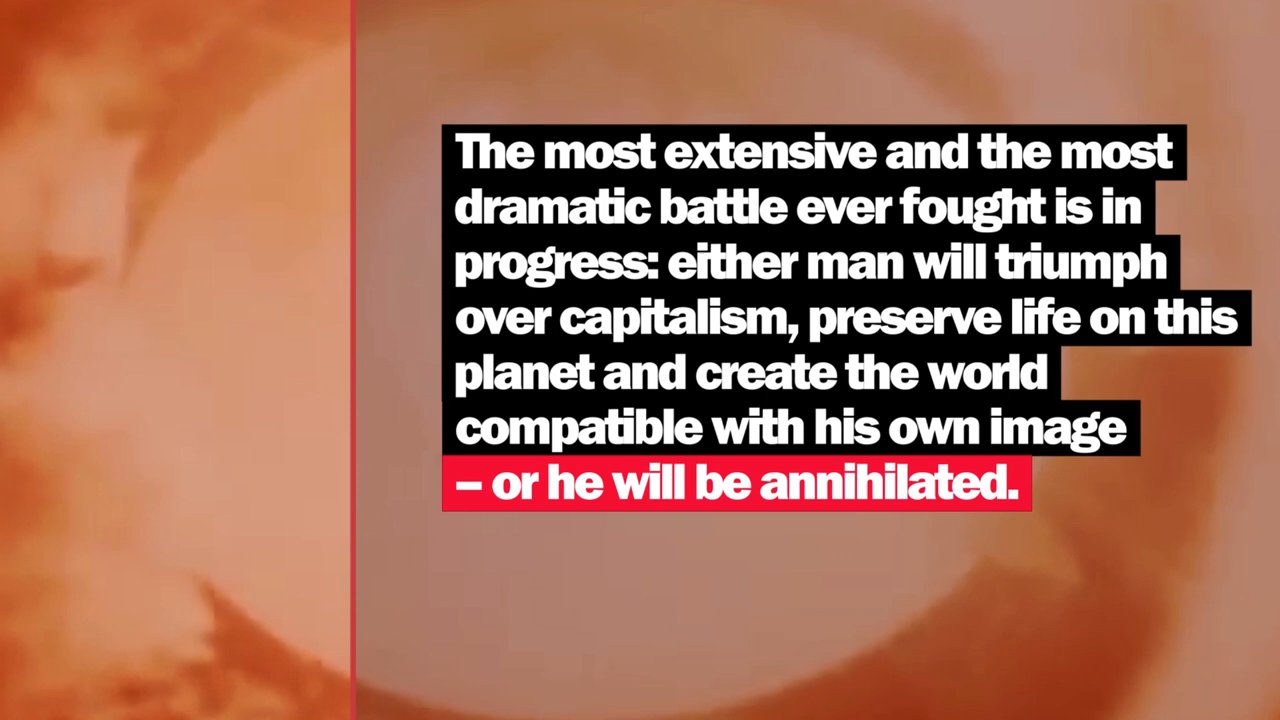 The most extensive and the most
dramatic battle ever fought is in
progress: either man will triumph
over capitalism, preserve life on this
planet and create the world
compatible with his own image
– or he will be annihilated.